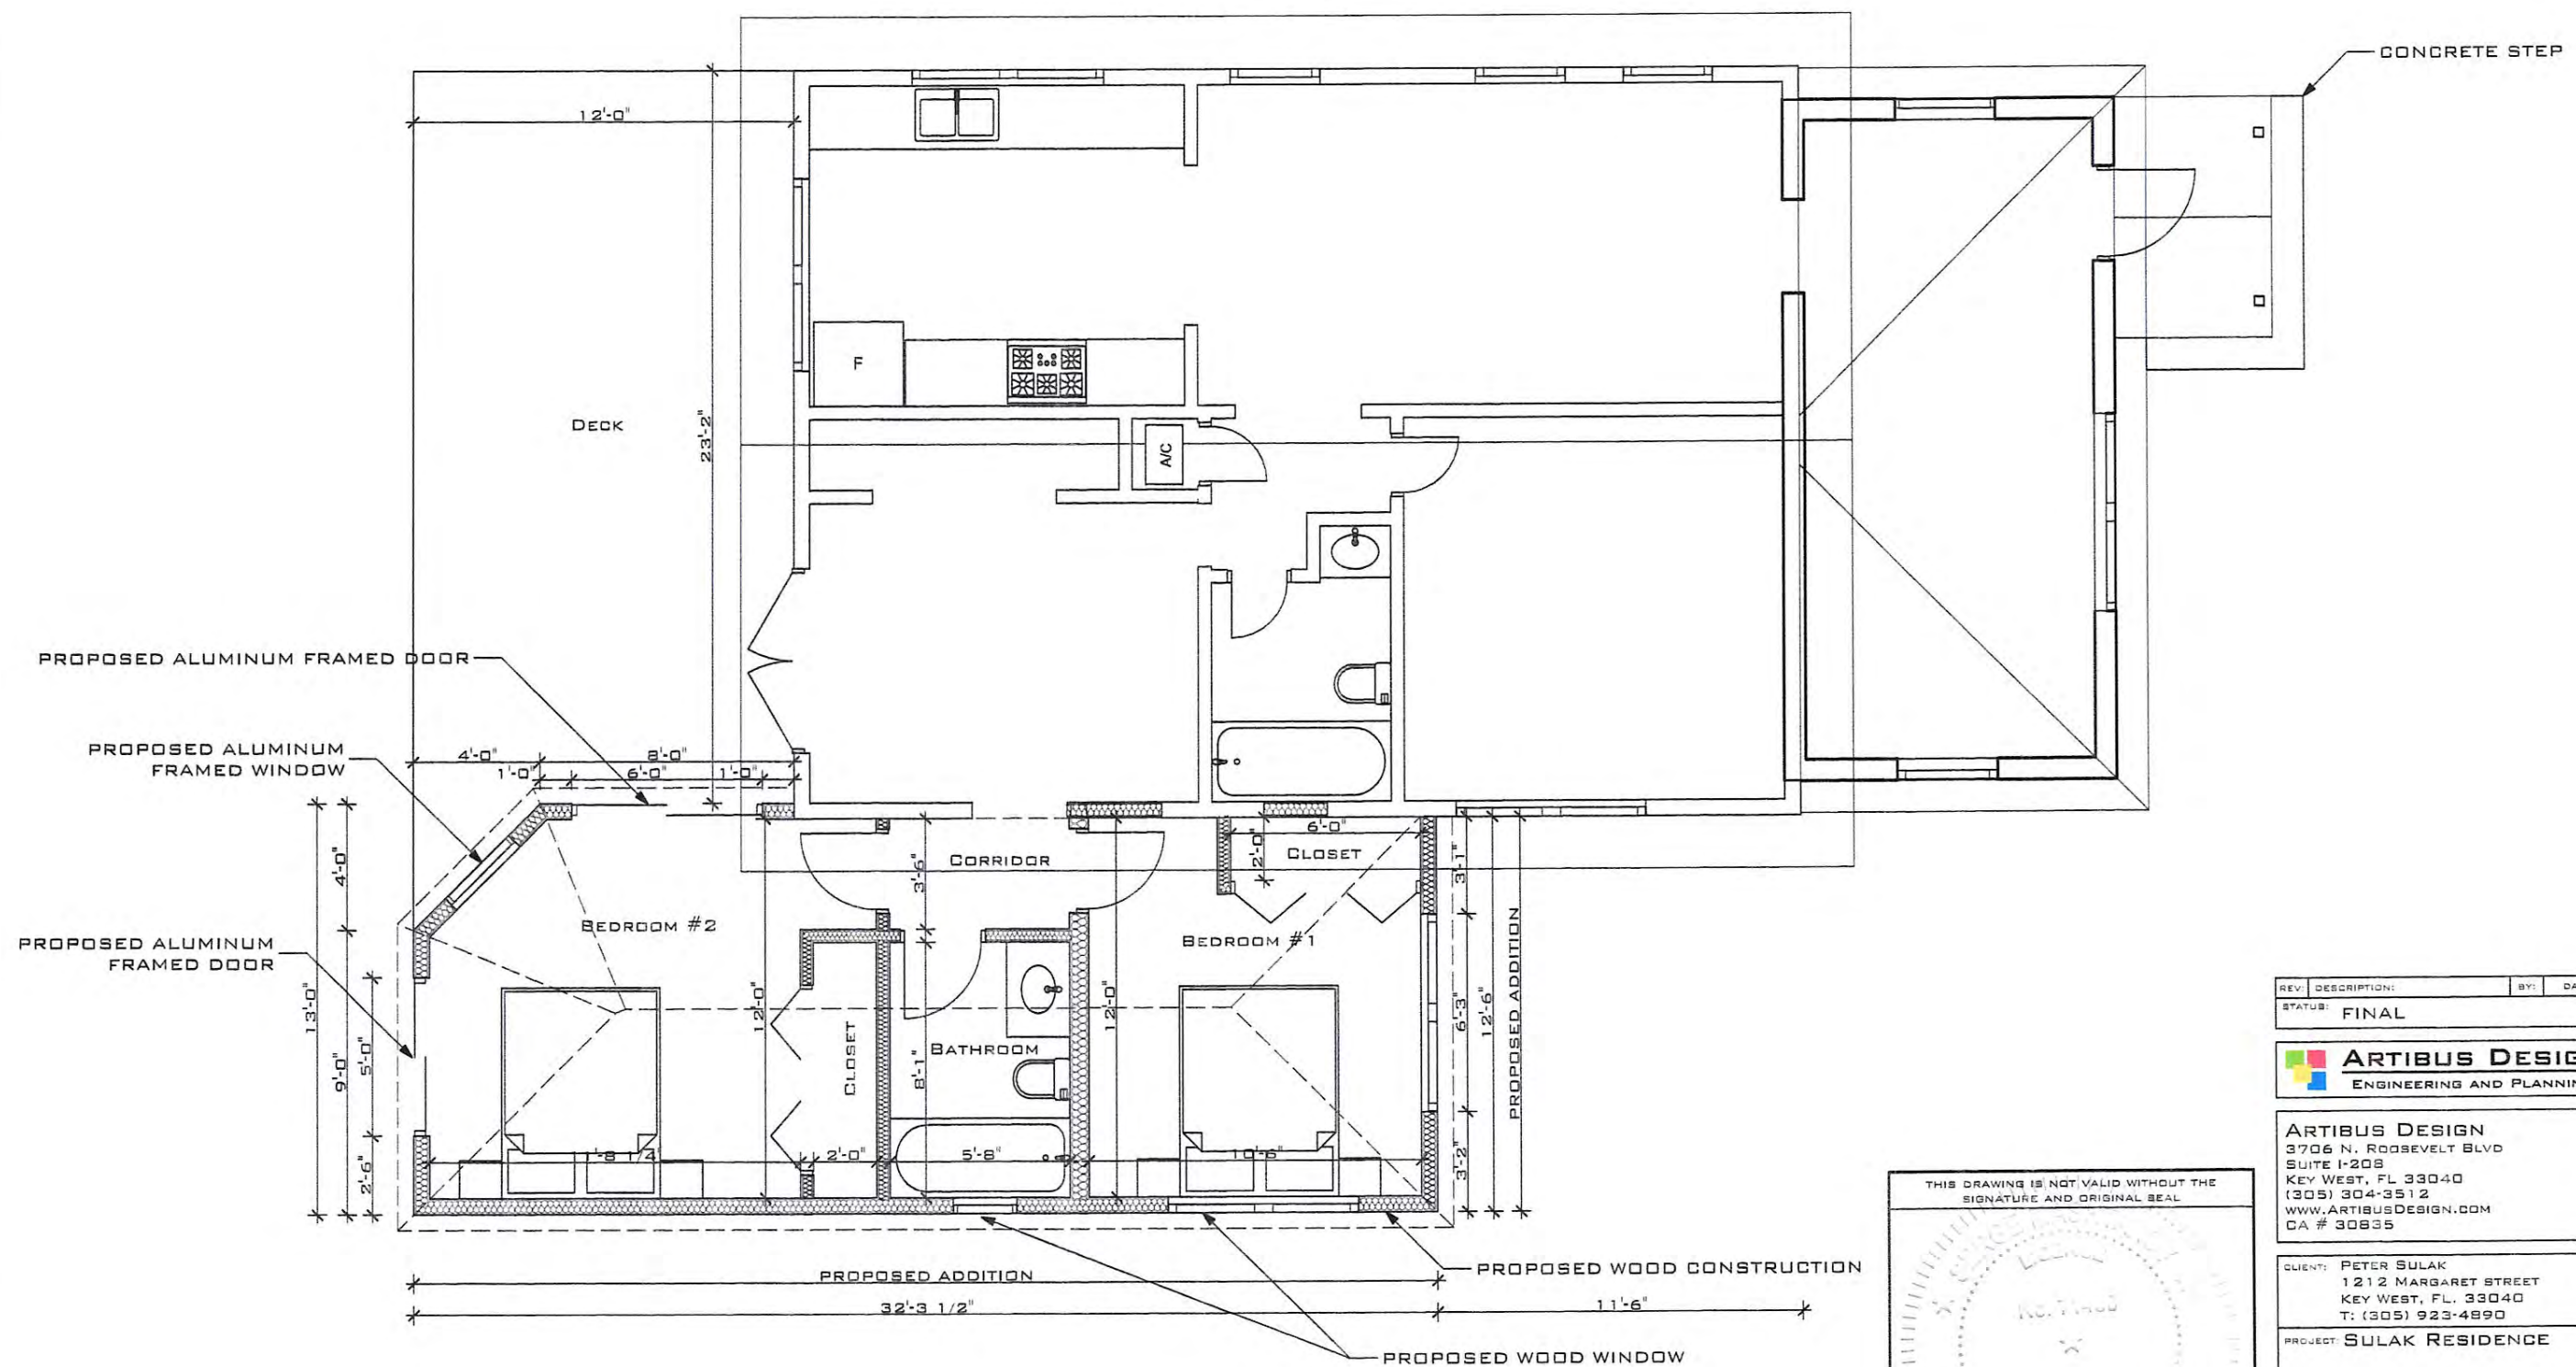 CONCRETE STEP
12'-0"
23'-2"
DECK
F
A/C
PROPOSED ALUMINUM FRAMED DOOR
PROPOSED ALUMINUM
FRAMED WINDOW
4'-0"
8'-0"
1'-0"
6'-0"
1'-0"
PROPOSED ALUMINUM
FRAMED DOOR
13'-0"
4'-0"
9'-0"
5'-0"
2'-6"
BEDROOM #2
12'-0"
CLOSET
CORRIDOR
3'-6"
8'-1"
BATHROOM
12'-0"
6'-0"
2'-0"
CLOSET
BEDROOM #1
3'-1"
6'-3"
3'-2"
12'-6"
PROPOSED ADDITION
11'-8 1/4"
2'-0"
5'-8"
10'-6"
PROPOSED ADDITION
32'-3 1/2"
11'-6"
PROPOSED WOOD CONSTRUCTION
PROPOSED WOOD WINDOW
THIS DRAWING IS NOT VALID WITHOUT THE
SIGNATURE AND ORIGINAL SEAL
LICENSE
REV: DESCRIPTION: BY: DA
STATUS: FINAL
ARTIBUS DESIG
ENGINEERING AND PLANNIN
ARTIBUS DESIGN
3706 N. ROOSEVELT BLVD
SUITE I-208
KEY WEST, FL 33040
(305) 304-3512
WWW.ARTIBUSDESIGN.COM
CA # 30835
CLIENT: PETER SULAK
1212 MARGARET STREET
KEY WEST, FL. 33040
T: (305) 923-4890
PROJECT: SULAK RESIDENCE